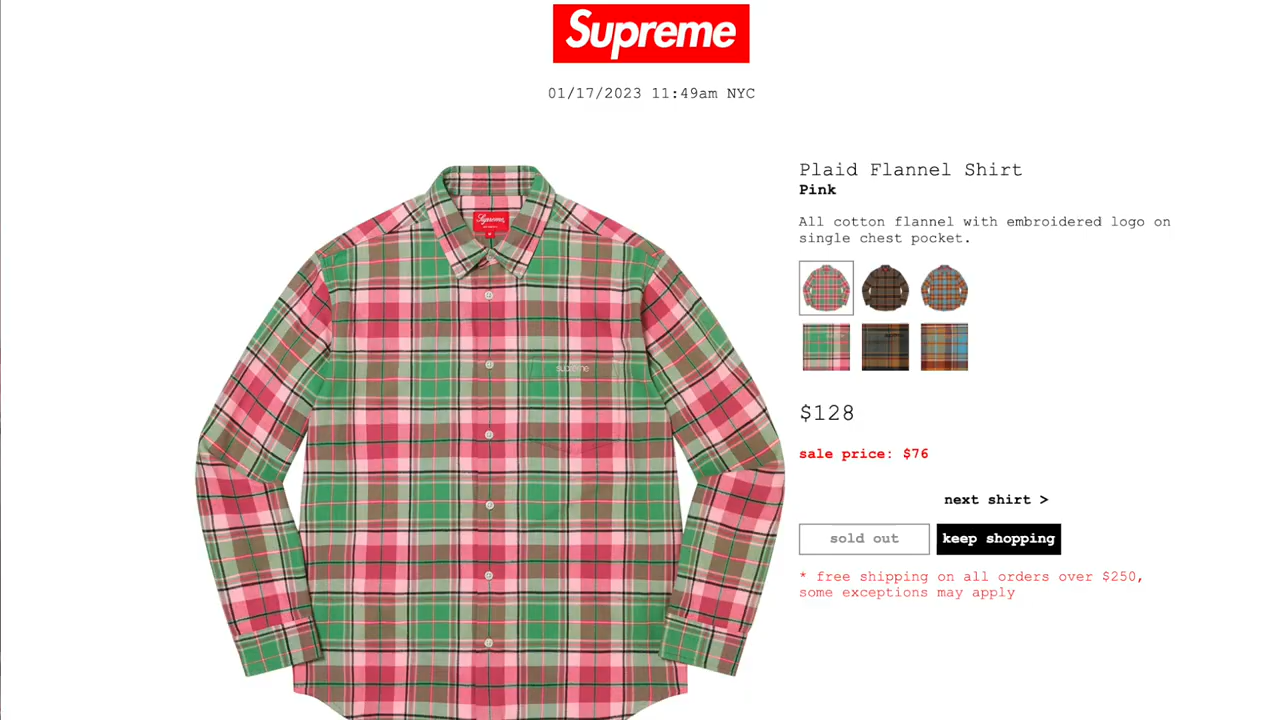 Supreme
01/17/2023 11:49am NYC
Plaid Flannel Shirt
Pink
All cotton flannel with embroidered logo on
single chest pocket.
Supreme
supreme
$128
sale price: $76
next shirt >
sold out
keep shopping
* free shipping on all orders over $250,
some exceptions may apply